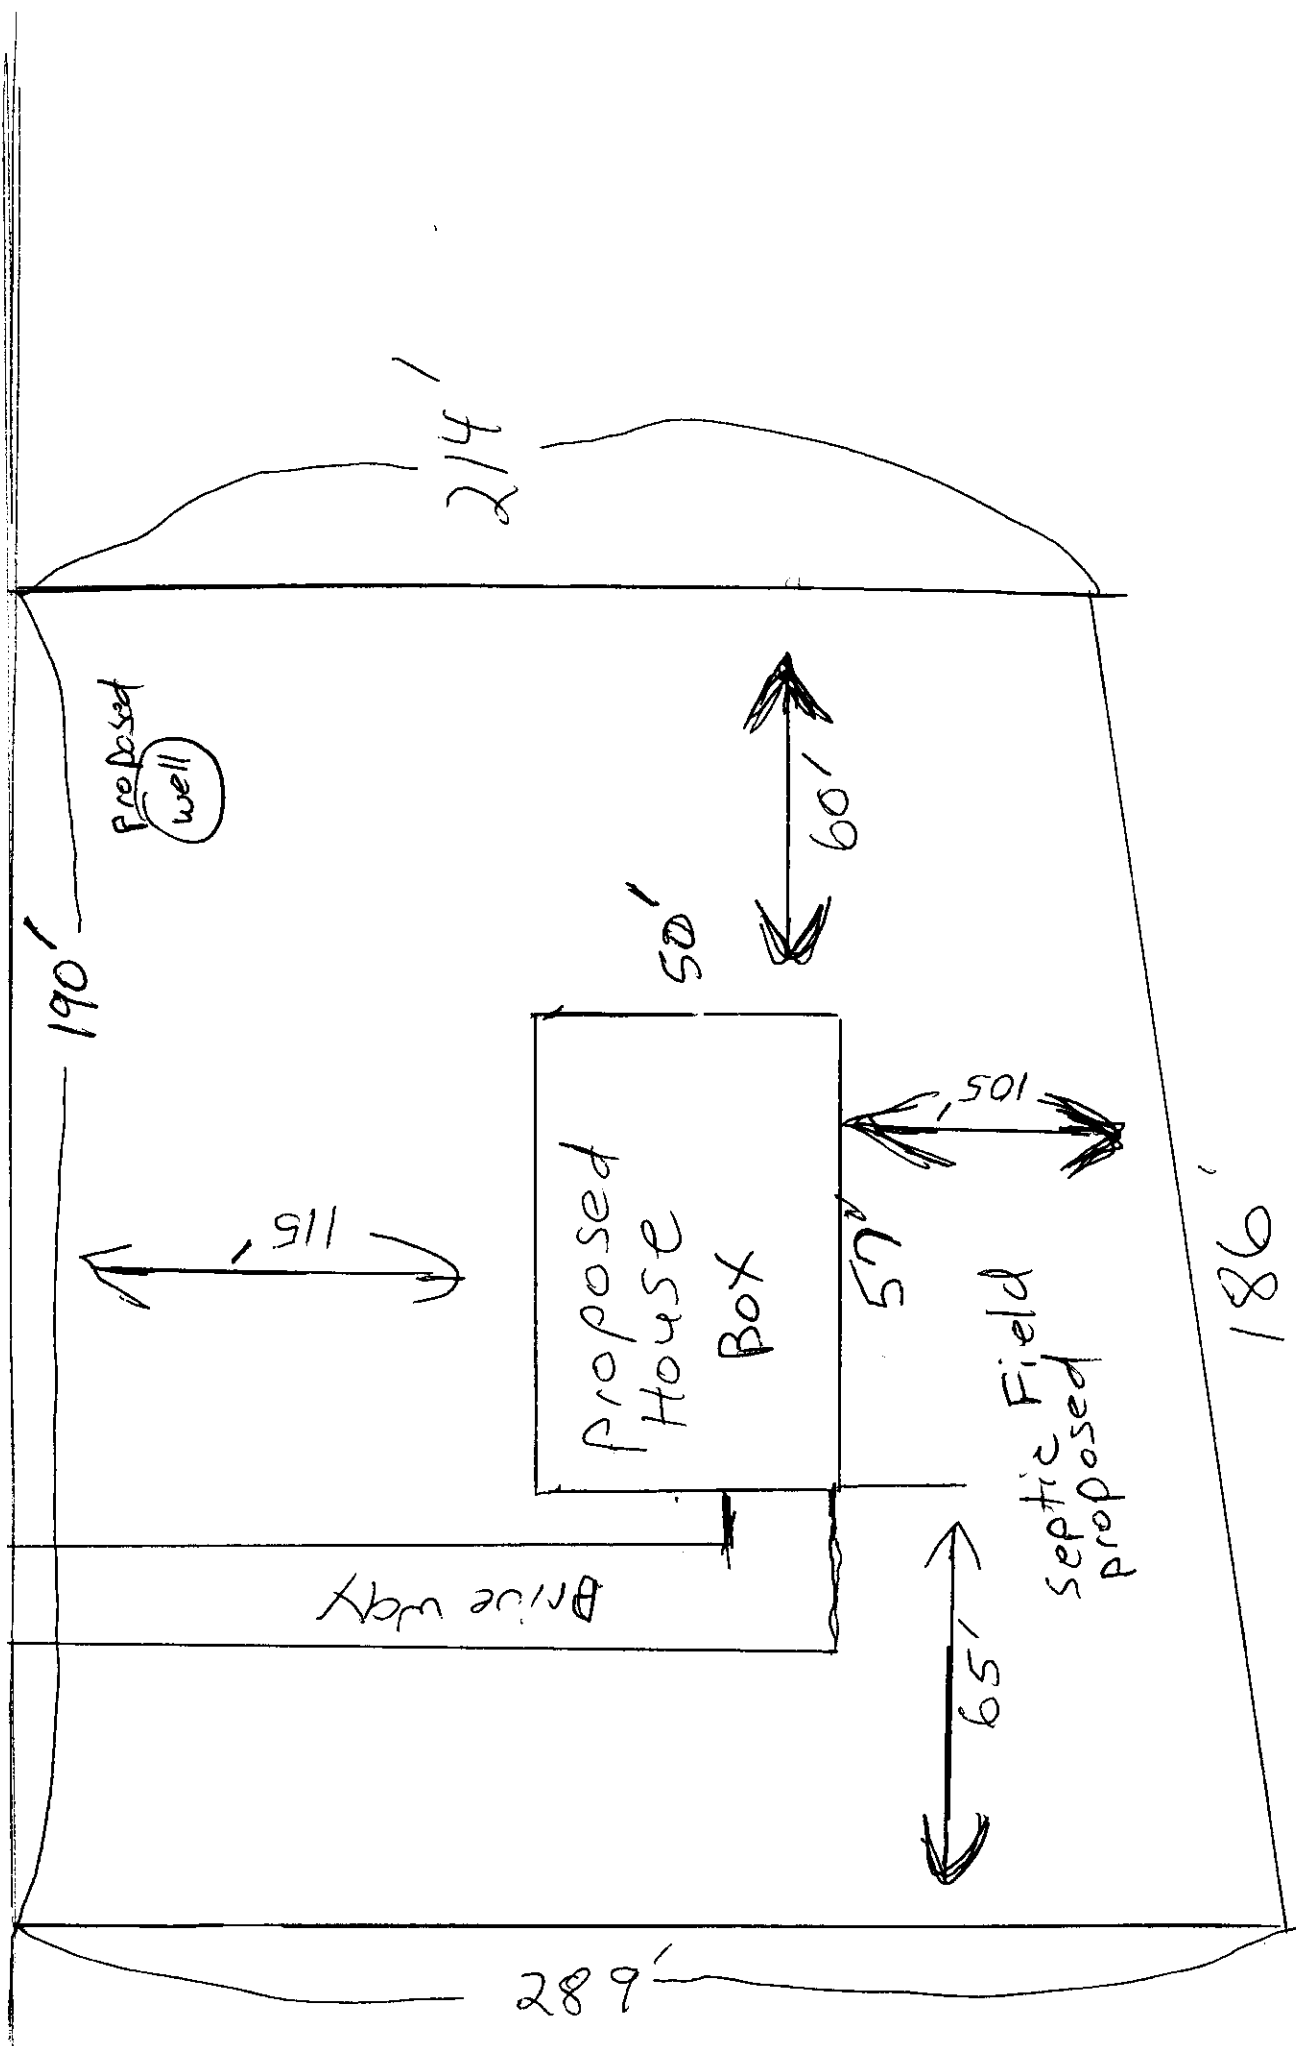 190'
proposed
well
214'
115'
50'
60'
proposed
House
Box
57'
105'
Drive way
65'
septic Field
proposed
289'
186'